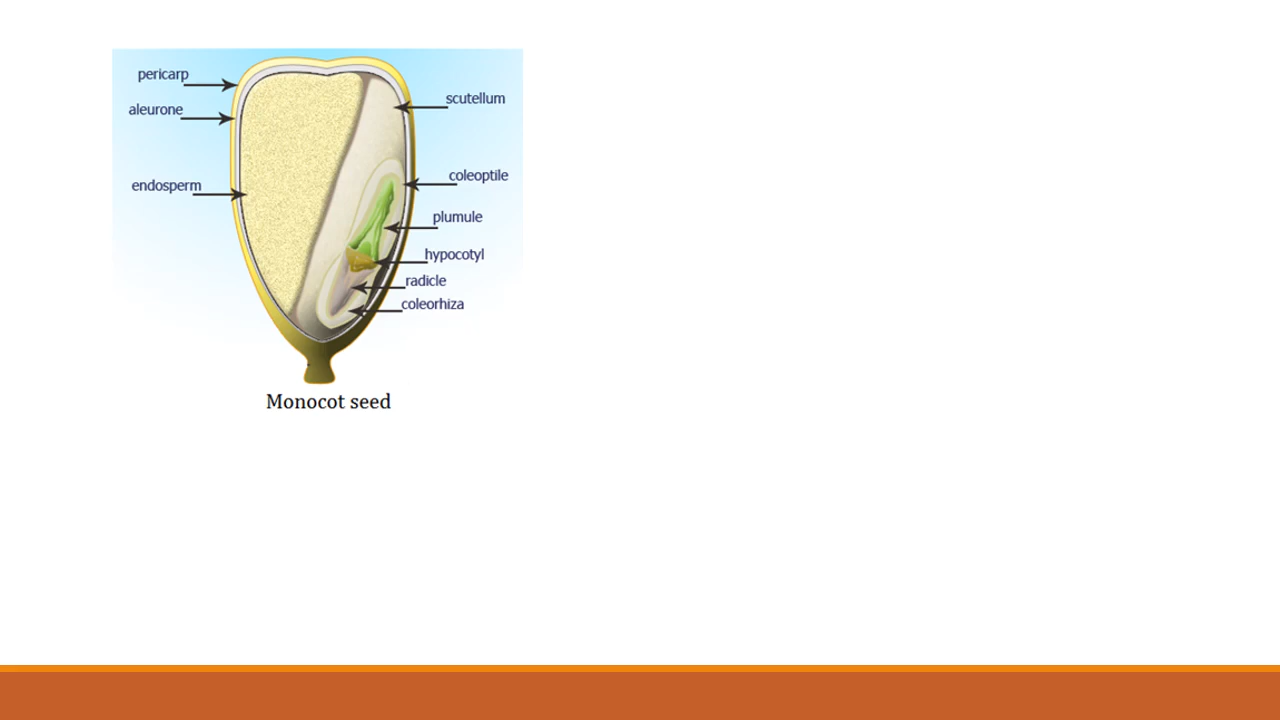 pericarp
aleurone
endosperm
scutellum
coleoptile
plumule
hypocotyl
radicle
coleorhiza
Monocot seed